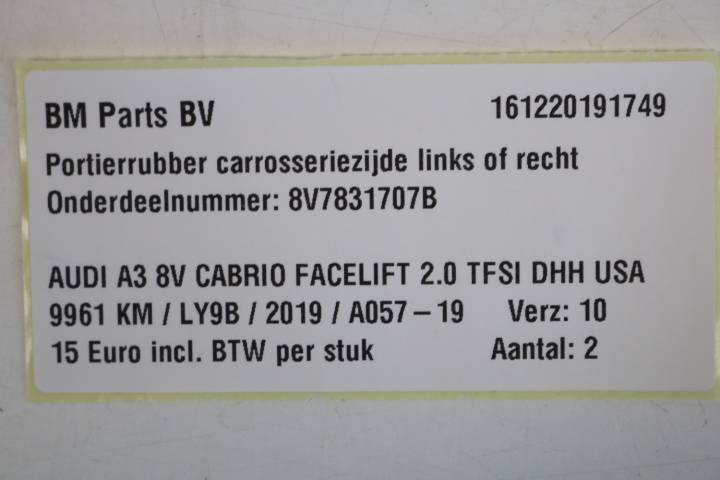 BM Parts BV 161220191749
Portierrubber carrosseriezijde links of recht
Onderdeelnummer: 8V7831707B
AUDI A3 8V CABRIO FACELIFT 2.0 TFSI DHH USA
9961 KM / LY9B / 2019 / A057-19 Verz: 10
15 Euro incl. BTW per stuk Aantal: 2